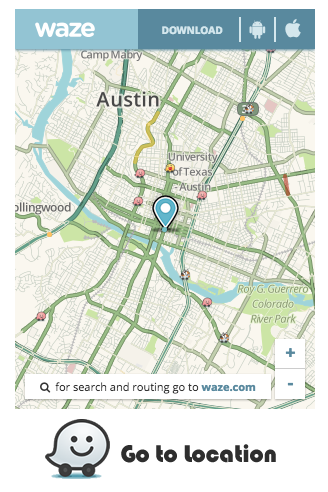 waze
DOWNLOAD
Camp Mabry
Austin
University
of Texas
- Austin
ollingwood
Roy G. Guerrero
Colorado
River Park
+
-
for search and routing go to waze.com
Go to Location